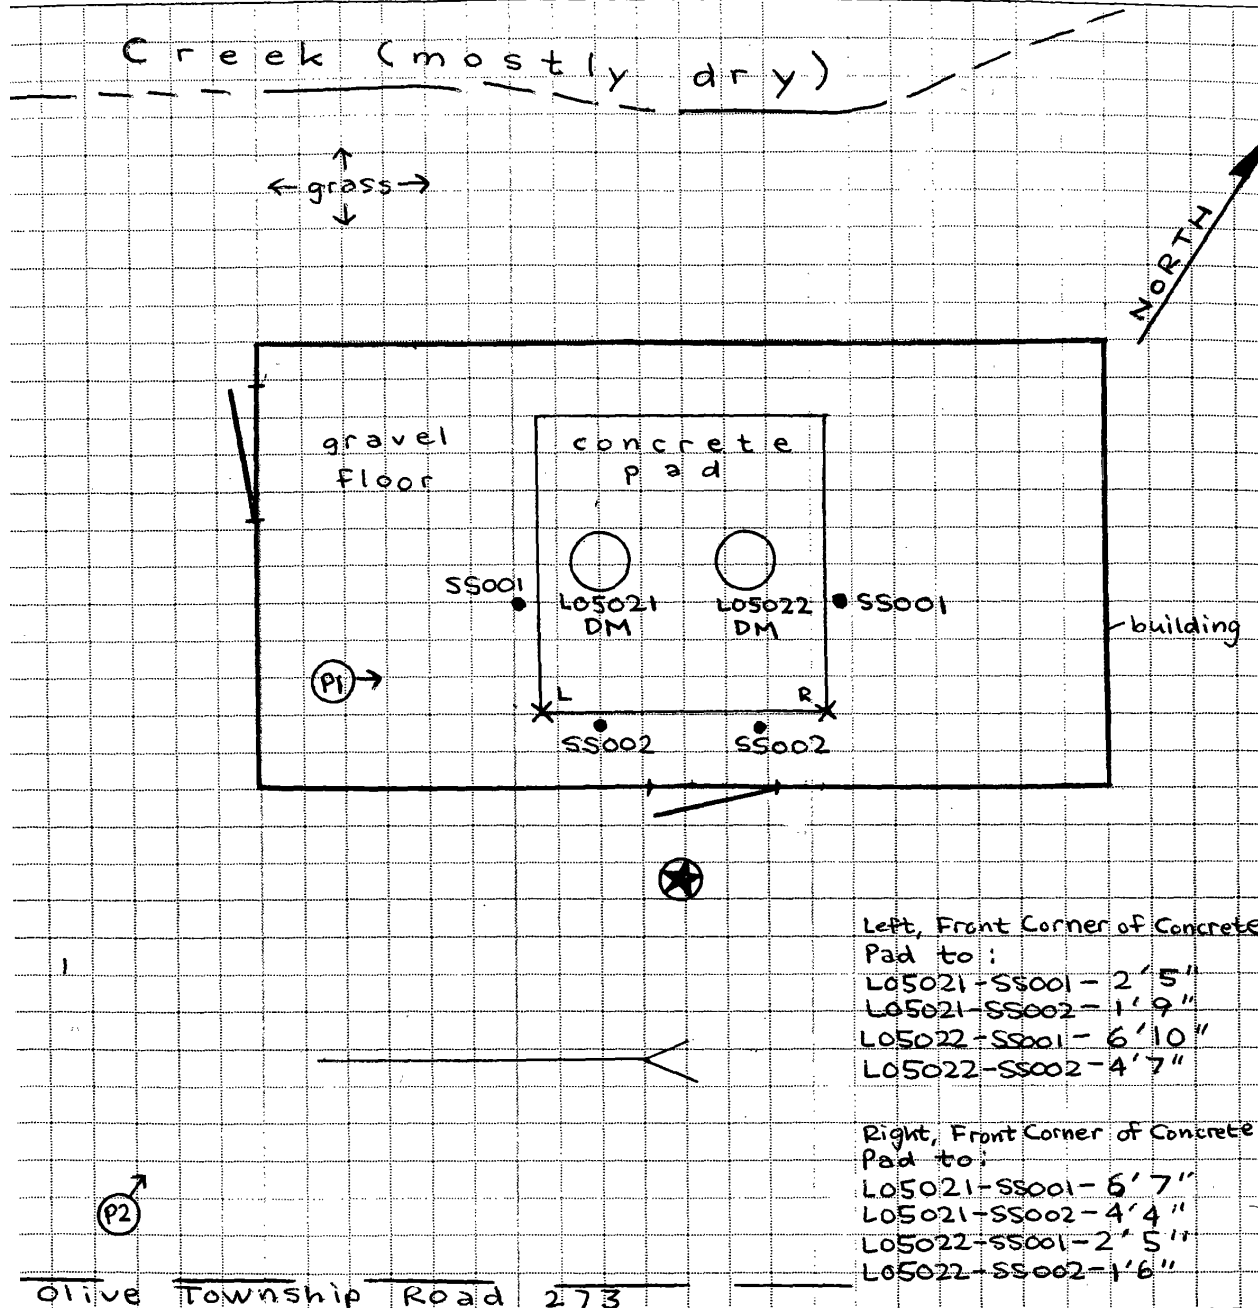 Creek (mostly dry)
← grass →
NORTH
gravel
floor
concrete
pad
SS001
L05021
DM
L05022
DM
SS001
building
P1 →
L
R
SS002
SS002
Left, Front Corner of Concrete
Pad to:
L05021-SS001- 2'5"
L05021-SS002- 1'9"
L05022-SS001- 6'10"
L05022-SS002-4'7"
Right, Front Corner of Concrete
Pad to:
L05021-SS001- 6'7"
L05021-SS002-4'4"
L05022-SS001-2'5"
L05022-SS002-1'6"
P2
Olive Township Road 273